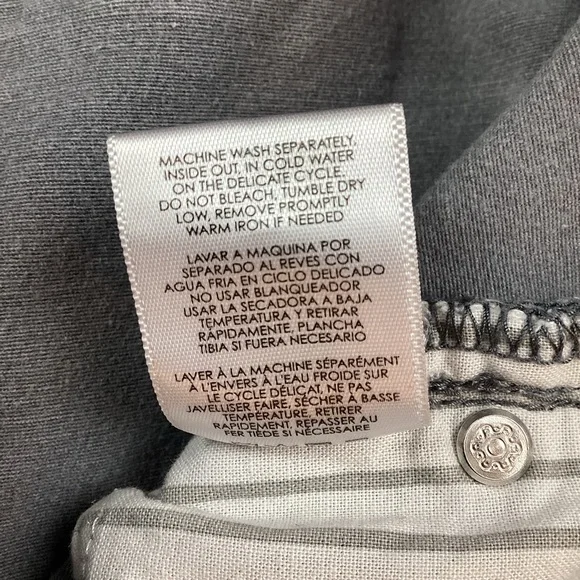 MACHINE WASH SEPARATELY,
INSIDE OUT, IN COLD WATER
ON THE DELICATE CYCLE.
DO NOT BLEACH, TUMBLE DRY
LOW, REMOVE PROMPTLY
WARM IRON IF NEEDED
LAVAR A MAQUINA POR
SEPARADO AL REVES CON
AGUA FRIA EN CICLO DELICADO
NO USAR BLANQUEADOR
USAR LA SECADORA A BAJA
TEMPERATURA Y RETIRAR
RÁPIDAMENTE, PLANCHA
TIBIA SI FUERA NECESARIO
LAVER À LA MACHINE SÉPARÉMENT
À L'ENVERS À L'EAU FROIDE SUR
LE CYCLE DÉLICAT, NE PAS
JAVELLISER FAIRE, SÉCHER À BASSE
TEMPÉRATURE, RETIRER
RAPIDEMENT, REPASSER AU
FER TIÈDE SI NÉCESSAIRE